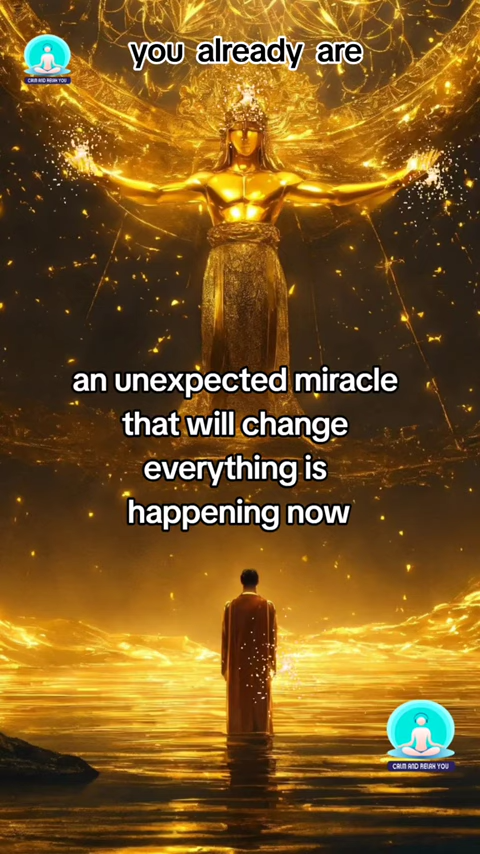 you already are
CALM AND RELAX YOU
an unexpected miracle
that will change
everything is
happening now
CALM AND RELAX YOU